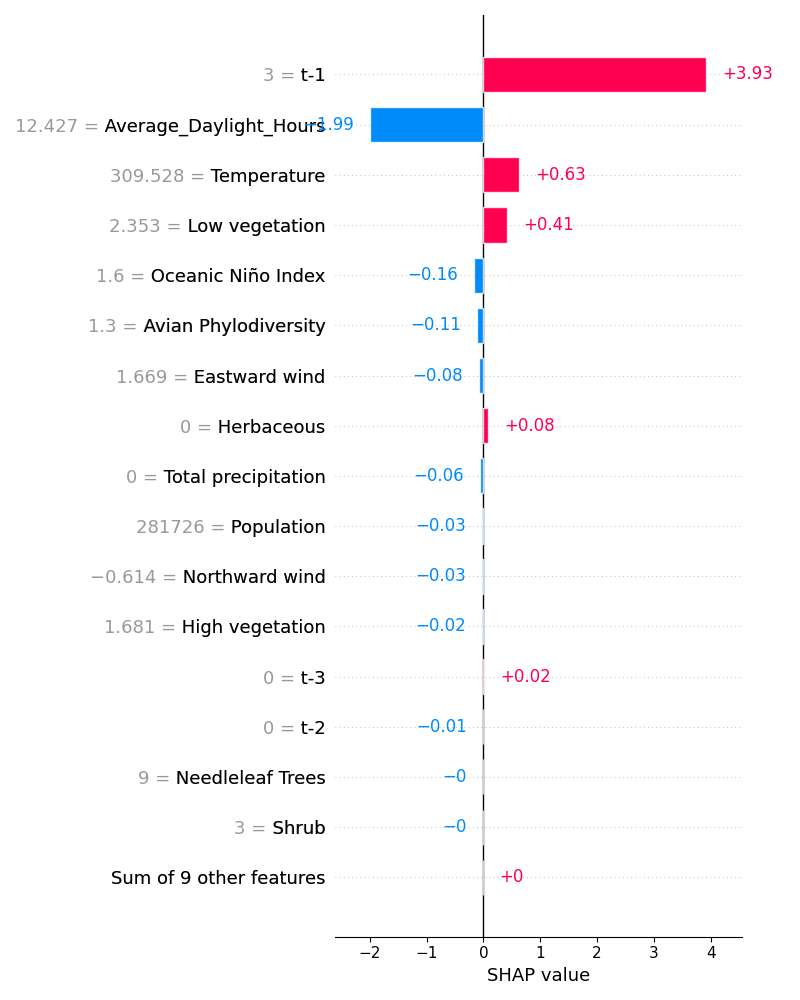 3 = t-1 +3.93
12.427 = Average_Daylight_Hours −1.99
309.528 = Temperature +0.63
2.353 = Low vegetation +0.41
1.6 = Oceanic Niño Index −0.16
1.3 = Avian Phylodiversity −0.11
1.669 = Eastward wind −0.08
0 = Herbaceous +0.08
0 = Total precipitation −0.06
281726 = Population −0.03
−0.614 = Northward wind −0.03
1.681 = High vegetation −0.02
0 = t-3 +0.02
0 = t-2 −0.01
9 = Needleleaf Trees −0
3 = Shrub −0
Sum of 9 other features +0
−2 −1 0 1 2 3 4
SHAP value